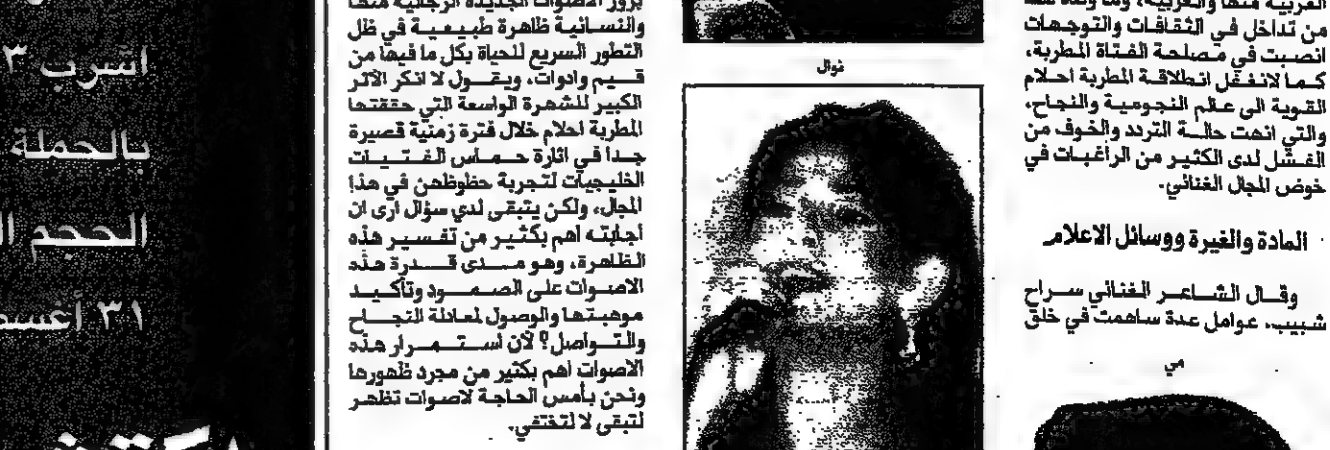 من تداخل في الثقافات والتوجهات
انصبت في مصلحة الفتاة المطربة،
كما لانغفل انطلاقة المطربة احلام
القوية الى عالم النجومية والنجاح،
والتي انهت حالة التردد والخوف من
الفشل لدى الكثير من الراغبات في
خوض المجال الغنائي.
المادة والغيرة ووسائل الاعلام
وقال الشاعر الغنائي سراج
شبيب، عوامل عدة ساهمت في خلق
مي
نوال
بروز الاصوات الجديدة الرجالية منها
والنسائية ظاهرة طبيعية في ظل
التطور السريع للحياة بكل ما فيها من
قيم وادوات، ويقول لا انكر الاثر
الكبير للشهرة الواسعة التي حققتها
المطربة احلام خلال فترة زمنية قصيرة
جدا في اثارة حماس الفتيات
الخليجيات لتجربة حظوظهن في هذا
المجال، ولكن يتبقى لدي سؤال ارى ان
اجابته اهم بكثير من تفسير هذه
الظاهرة، وهو مدى قدرة هذه
الاصوات على الصمود وتأكيد
موهبتها والوصول لمعادلة النجاح
والتواصل؟ لأن استمرار هذه
الاصوات اهم بكثير من مجرد ظهورها
ونحن بأمس الحاجة لاصوات تظهر
لتبقى لا لتختفي.
اشرب ٣
بالحملة
الحجم
٣١